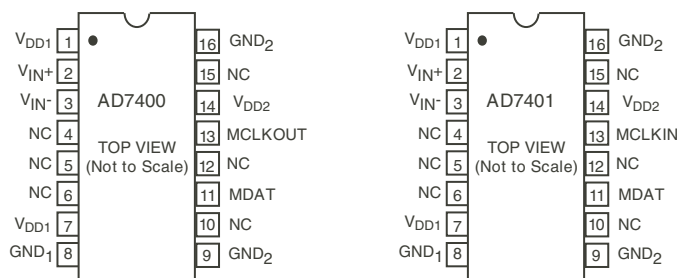 VDD1 1 16 GND2
VIN+ 2 15 NC
VIN- 3 AD7400 14 VDD2
NC 4 13 MCLKOUT
TOP VIEW
NC 5 (Not to Scale) 12 NC
NC 6 11 MDAT
VDD1 7 10 NC
GND1 8 9 GND2
VDD1 1 16 GND2
VIN+ 2 15 NC
VIN- 3 AD7401 14 VDD2
NC 4 13 MCLKIN
TOP VIEW
NC 5 (Not to Scale) 12 NC
NC 6 11 MDAT
VDD1 7 10 NC
GND1 8 9 GND2